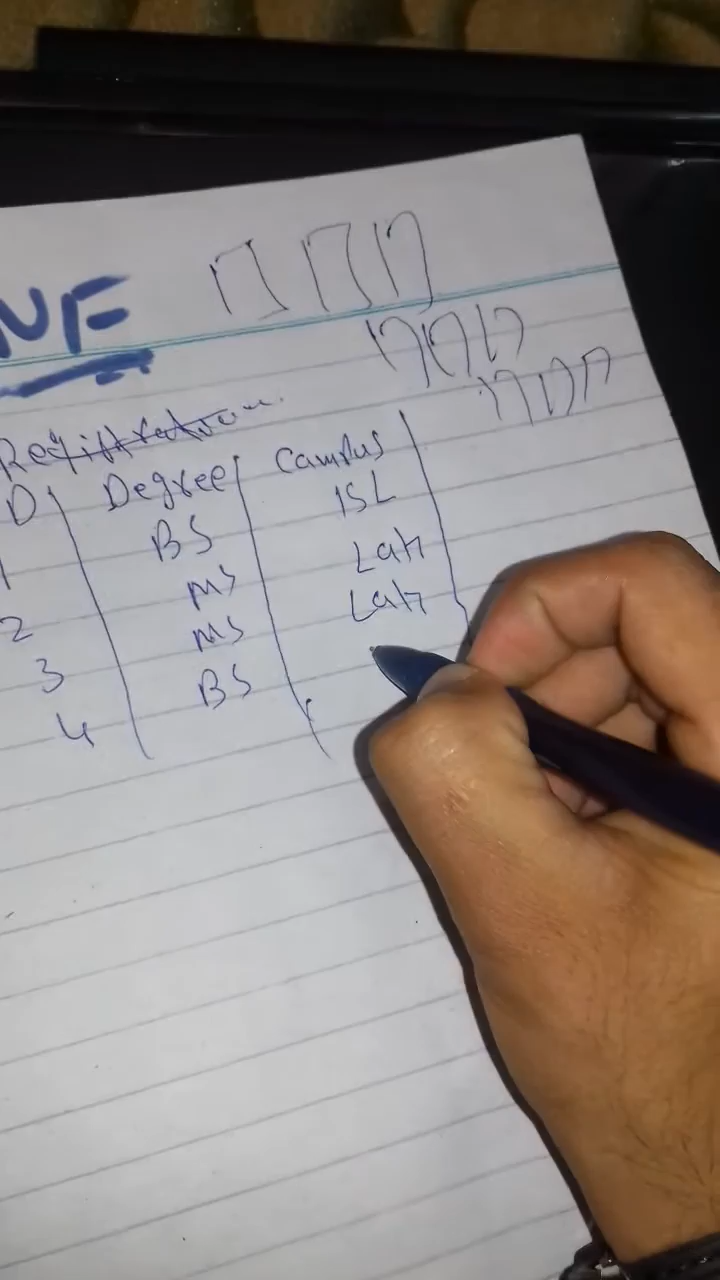 NF
Registration
D Degree Campus
1 BS ISL
2 MS Lah
3 MS Lah
4 BS